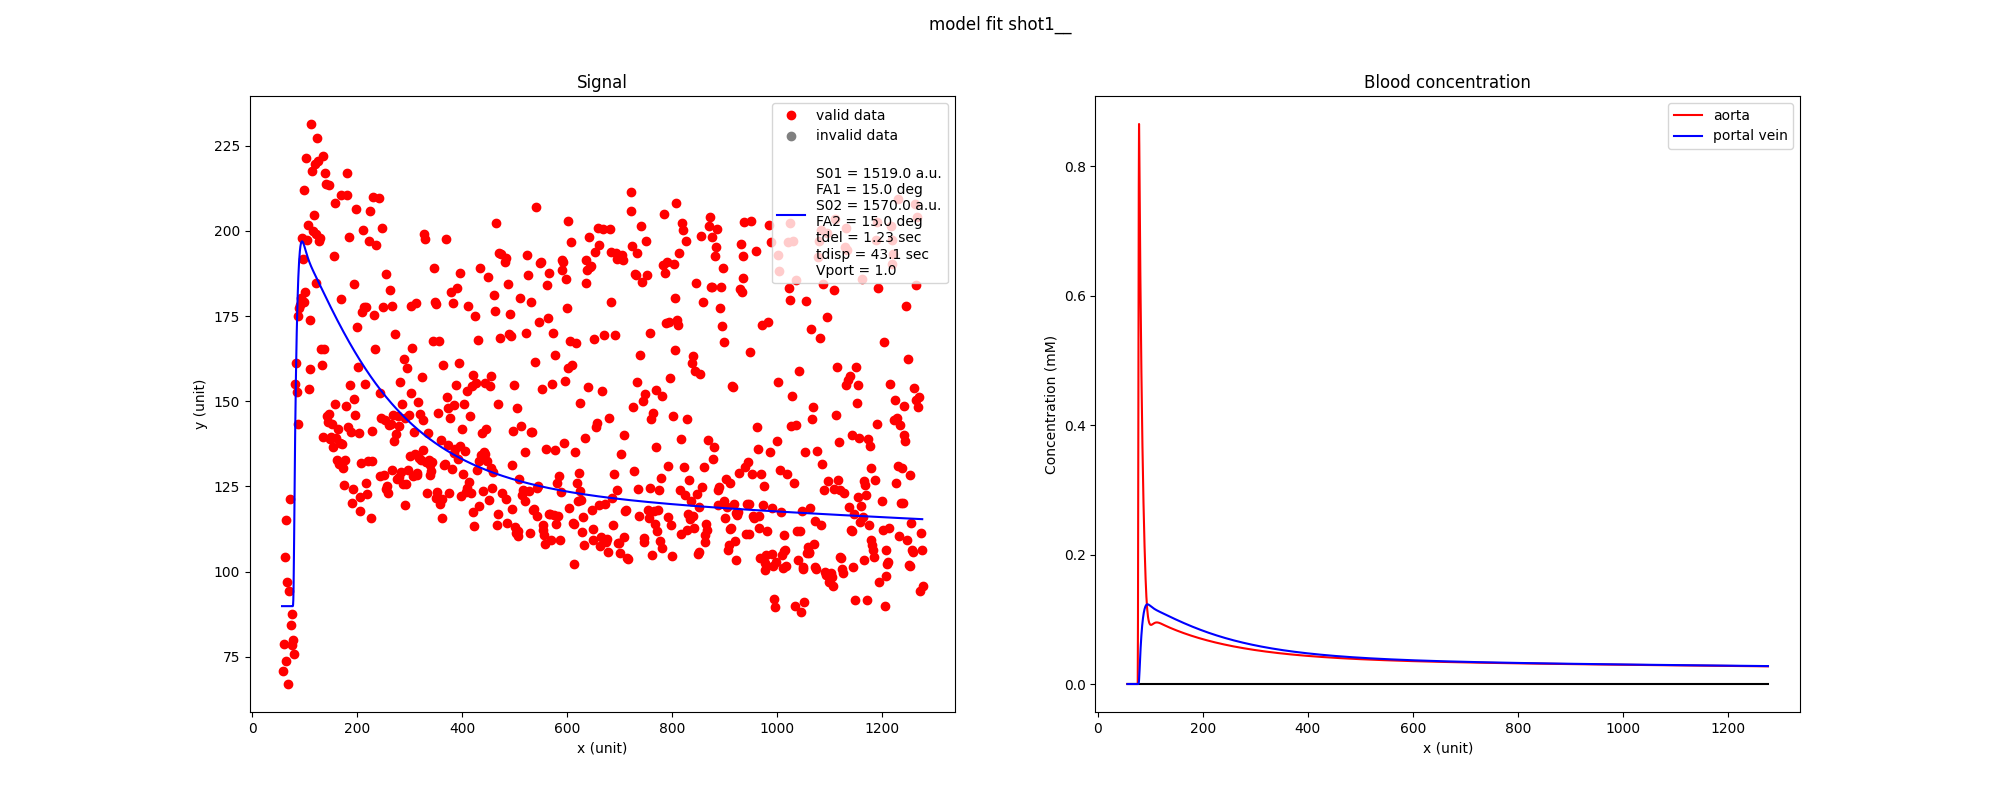 model fit shot1__
Signal
y (unit)
225
200
175
150
125
100
75
0
200
400
600
800
1000
1200
x (unit)
valid data
invalid data
S01 = 1519.0 a.u.
FA1 = 15.0 deg
S02 = 1570.0 a.u.
FA2 = 15.0 deg
tdel = 1.23 sec
tdisp = 43.1 sec
Vport = 1.0
Blood concentration
Concentration (mM)
0.8
0.6
0.4
0.2
0.0
0
200
400
600
800
1000
1200
x (unit)
aorta
portal vein